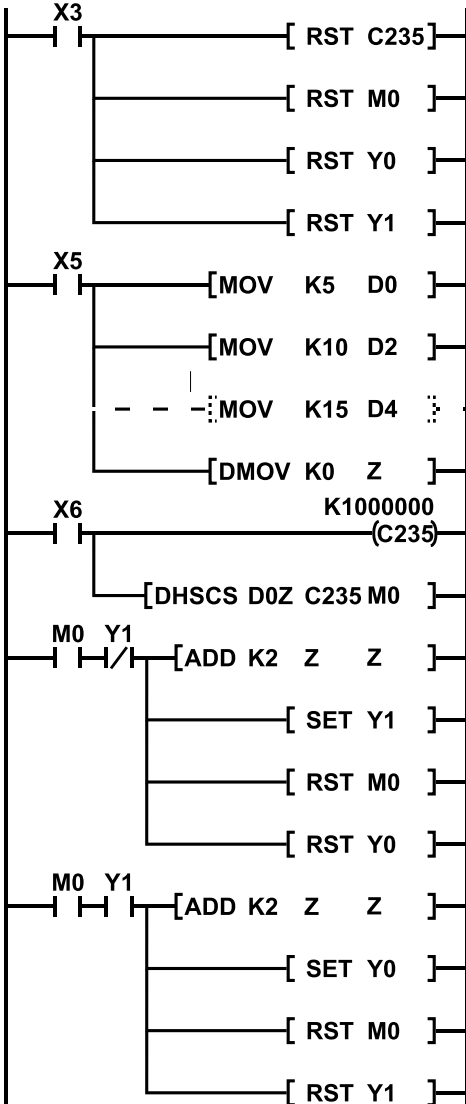 X3
[ RST C235 ]
[ RST M0 ]
[ RST Y0 ]
[ RST Y1 ]
X5
[ MOV K5 D0 ]
[ MOV K10 D2 ]
[ MOV K15 D4 ]
[ DMOV K0 Z ]
X6 K1000000
(C235)
[ DHSCS D0Z C235 M0 ]
M0 Y1
[ ADD K2 Z Z ]
[ SET Y1 ]
[ RST M0 ]
[ RST Y0 ]
M0 Y1
[ ADD K2 Z Z ]
[ SET Y0 ]
[ RST M0 ]
[ RST Y1 ]